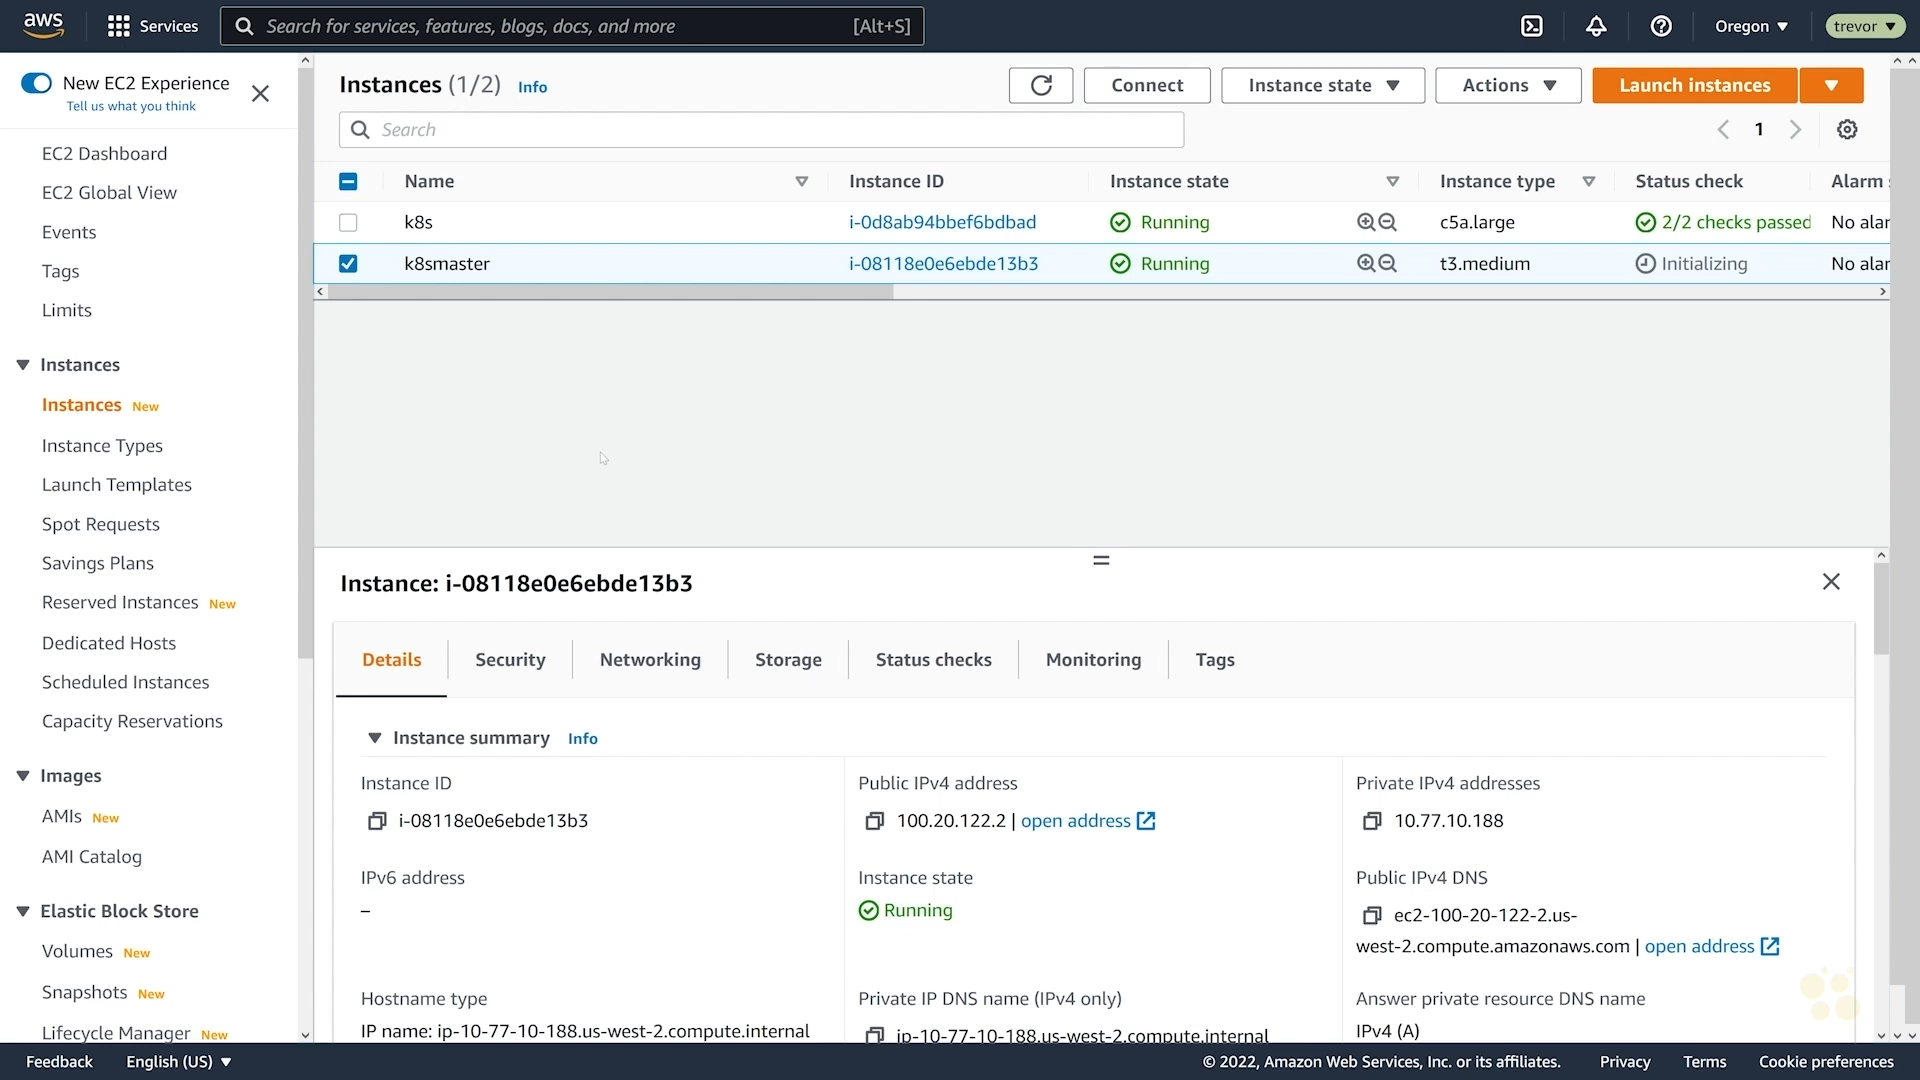 aws
Services
Search for services, features, blogs, docs, and more
[Alt+S]
Oregon
trevor
New EC2 Experience
Tell us what you think
EC2 Dashboard
EC2 Global View
Events
Tags
Limits
Instances
Instances New
Instance Types
Launch Templates
Spot Requests
Savings Plans
Reserved Instances New
Dedicated Hosts
Scheduled Instances
Capacity Reservations
Images
AMIs New
AMI Catalog
Elastic Block Store
Volumes New
Snapshots New
Lifecycle Manager New
Instances (1/2) Info
Connect
Instance state
Actions
Launch instances
Search
1
Name Instance ID Instance state Instance type Status check Alarm
k8s i-0d8ab94bbef6bdbad Running c5a.large 2/2 checks passed No alar
k8smaster i-08118e0e6ebde13b3 Running t3.medium Initializing No alar
Instance: i-08118e0e6ebde13b3
Details Security Networking Storage Status checks Monitoring Tags
Instance summary Info
Instance ID
i-08118e0e6ebde13b3
Public IPv4 address
100.20.122.2 | open address
Private IPv4 addresses
10.77.10.188
IPv6 address
–
Instance state
Running
Public IPv4 DNS
ec2-100-20-122-2.us-
west-2.compute.amazonaws.com | open address
Hostname type
IP name: ip-10-77-10-188.us-west-2.compute.internal
Private IP DNS name (IPv4 only)
ip-10-77-10-188.us-west-2.compute.internal
Answer private resource DNS name
IPv4 (A)
Feedback
English (US)
© 2022, Amazon Web Services, Inc. or its affiliates.
Privacy
Terms
Cookie preferences